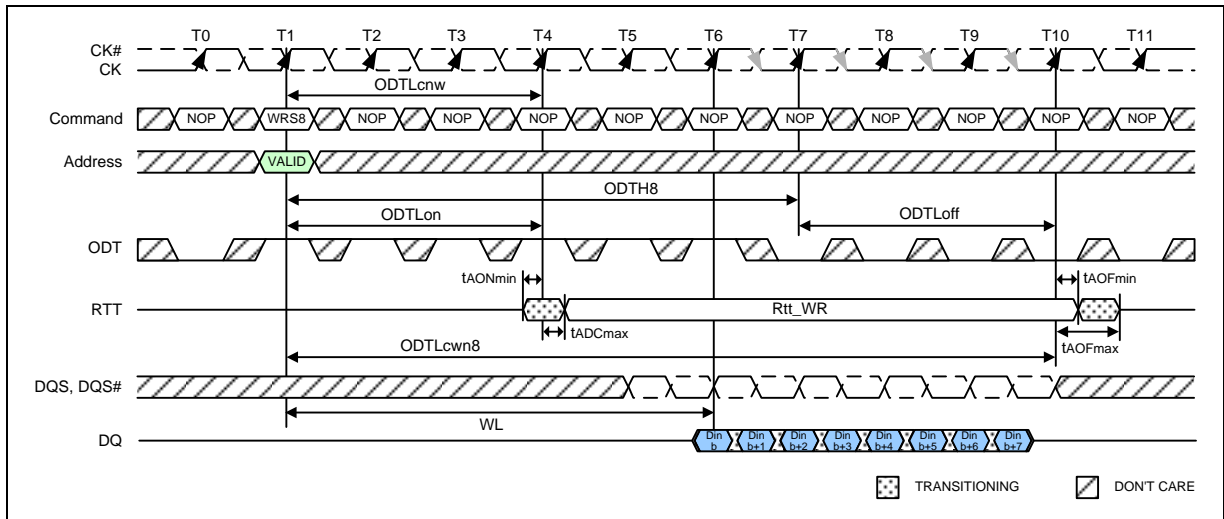 T0 T1 T2 T3 T4 T5 T6 T7 T8 T9 T10 T11
CK#
CK
ODTLcnw
Command NOP WRS8 NOP NOP NOP NOP NOP NOP NOP NOP NOP NOP
Address VALID
ODTH8
ODTLon ODTLoff
ODT
tAONmin tAOFmin
RTT Rtt_WR
tADCmax
ODTLcwn8 tAOFmax
DQS, DQS#
WL
DQ Din b Din b+1 Din b+2 Din b+3 Din b+4 Din b+5 Din b+6 Din b+7
TRANSITIONING DON'T CARE